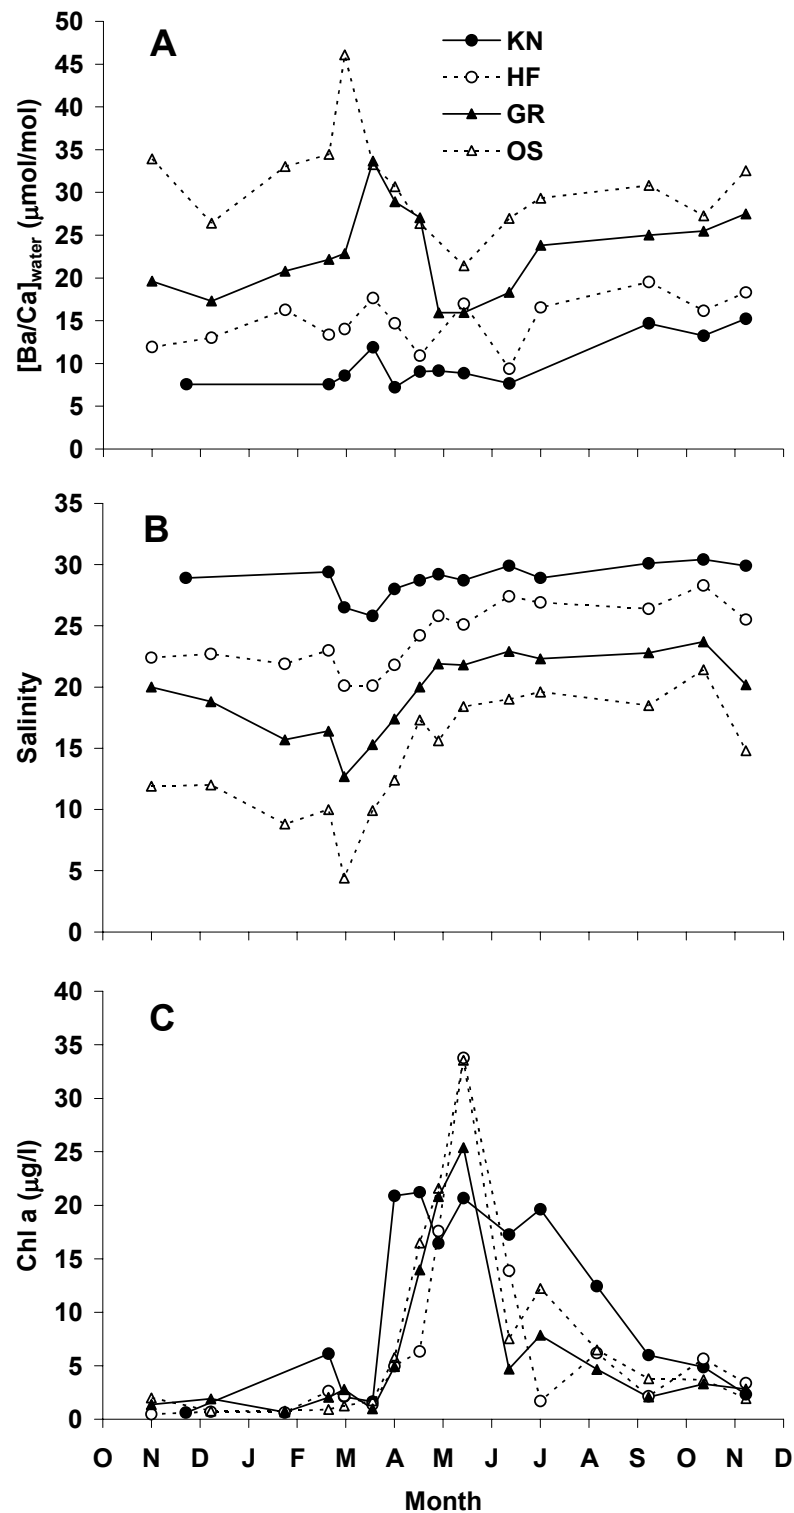 A
KN
HF
GR
OS
50
45
40
35
30
25
20
15
10
5
0
[Ba/Ca]water (μmol/mol)
B
35
30
25
20
15
10
5
0
Salinity
C
40
35
30
25
20
15
10
5
0
Chl a (μg/l)
O N D J F M A M J J A S O N D
Month